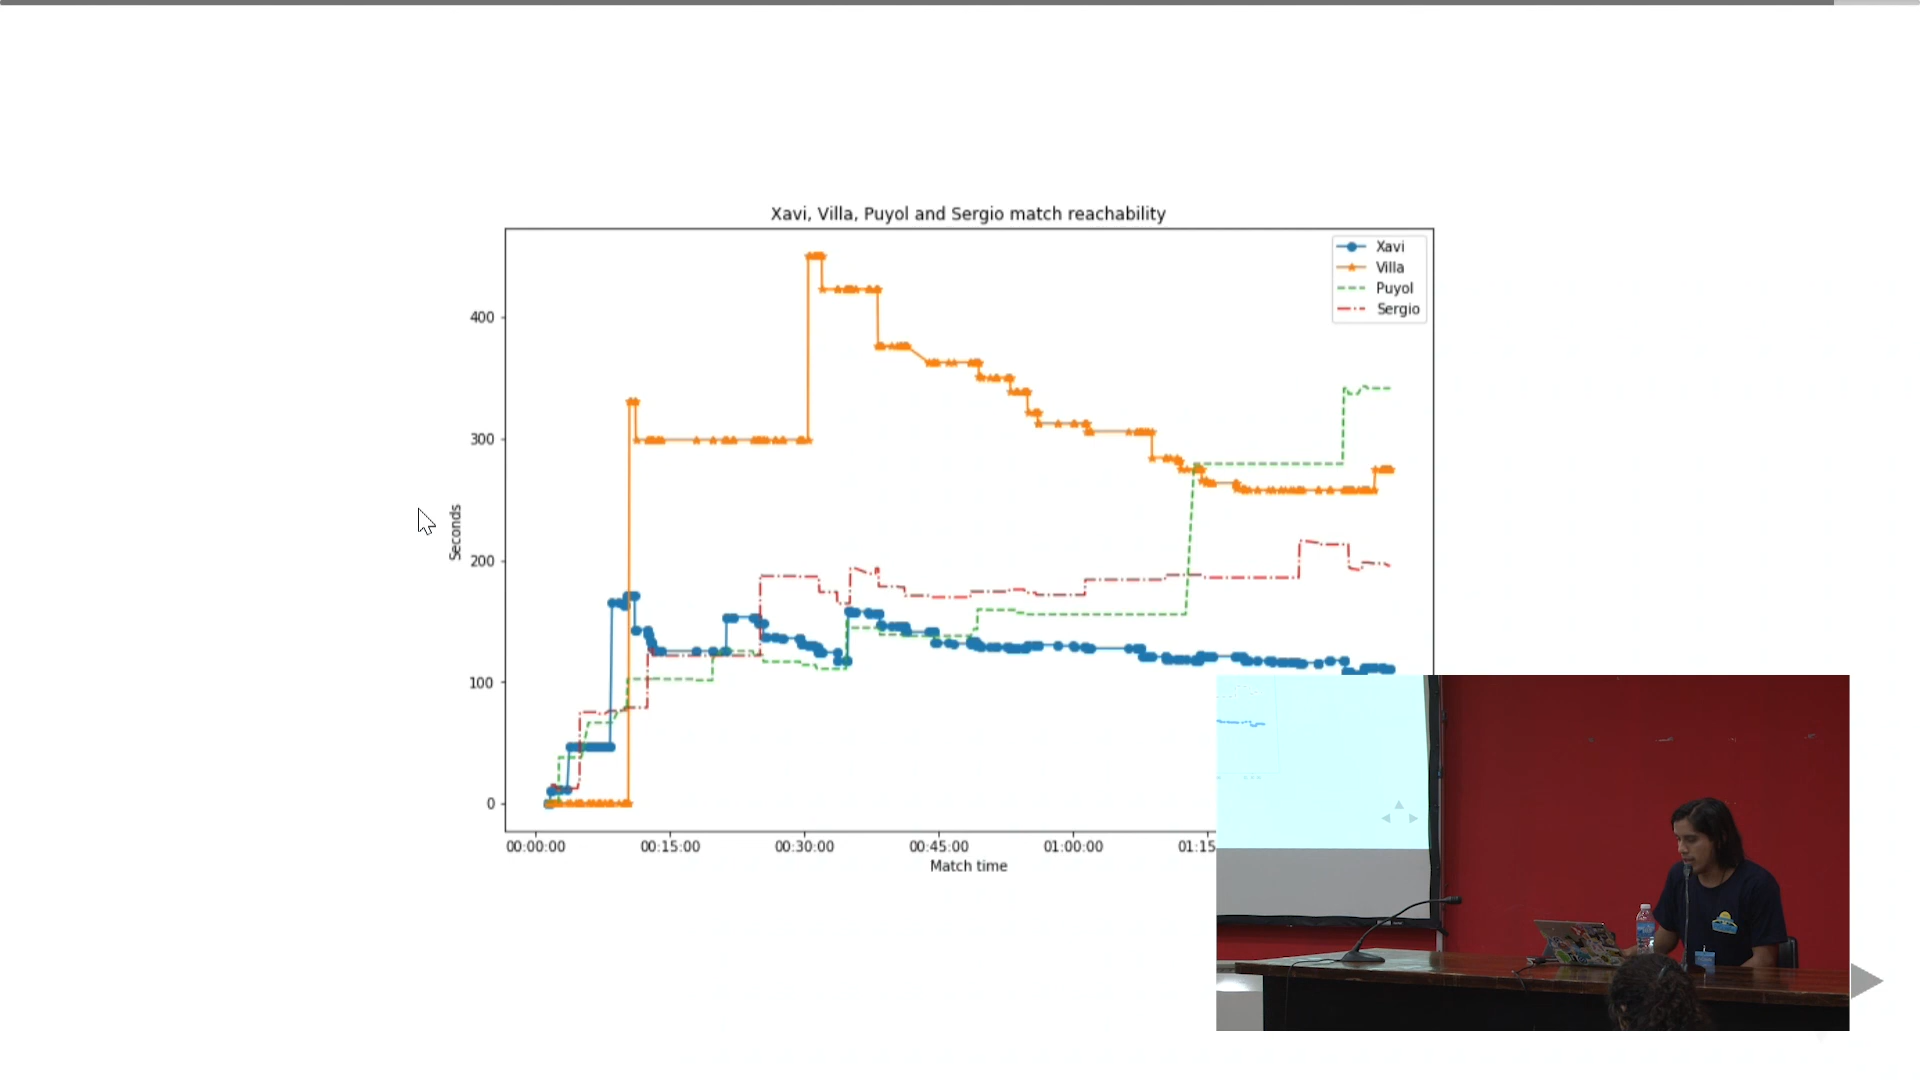 Xavi, Villa, Puyol and Sergio match reachability
Xavi
Villa
Puyol
Sergio
400
300
200
100
0
Seconds
00:00:00
00:15:00
00:30:00
00:45:00
01:00:00
01:15
Match time